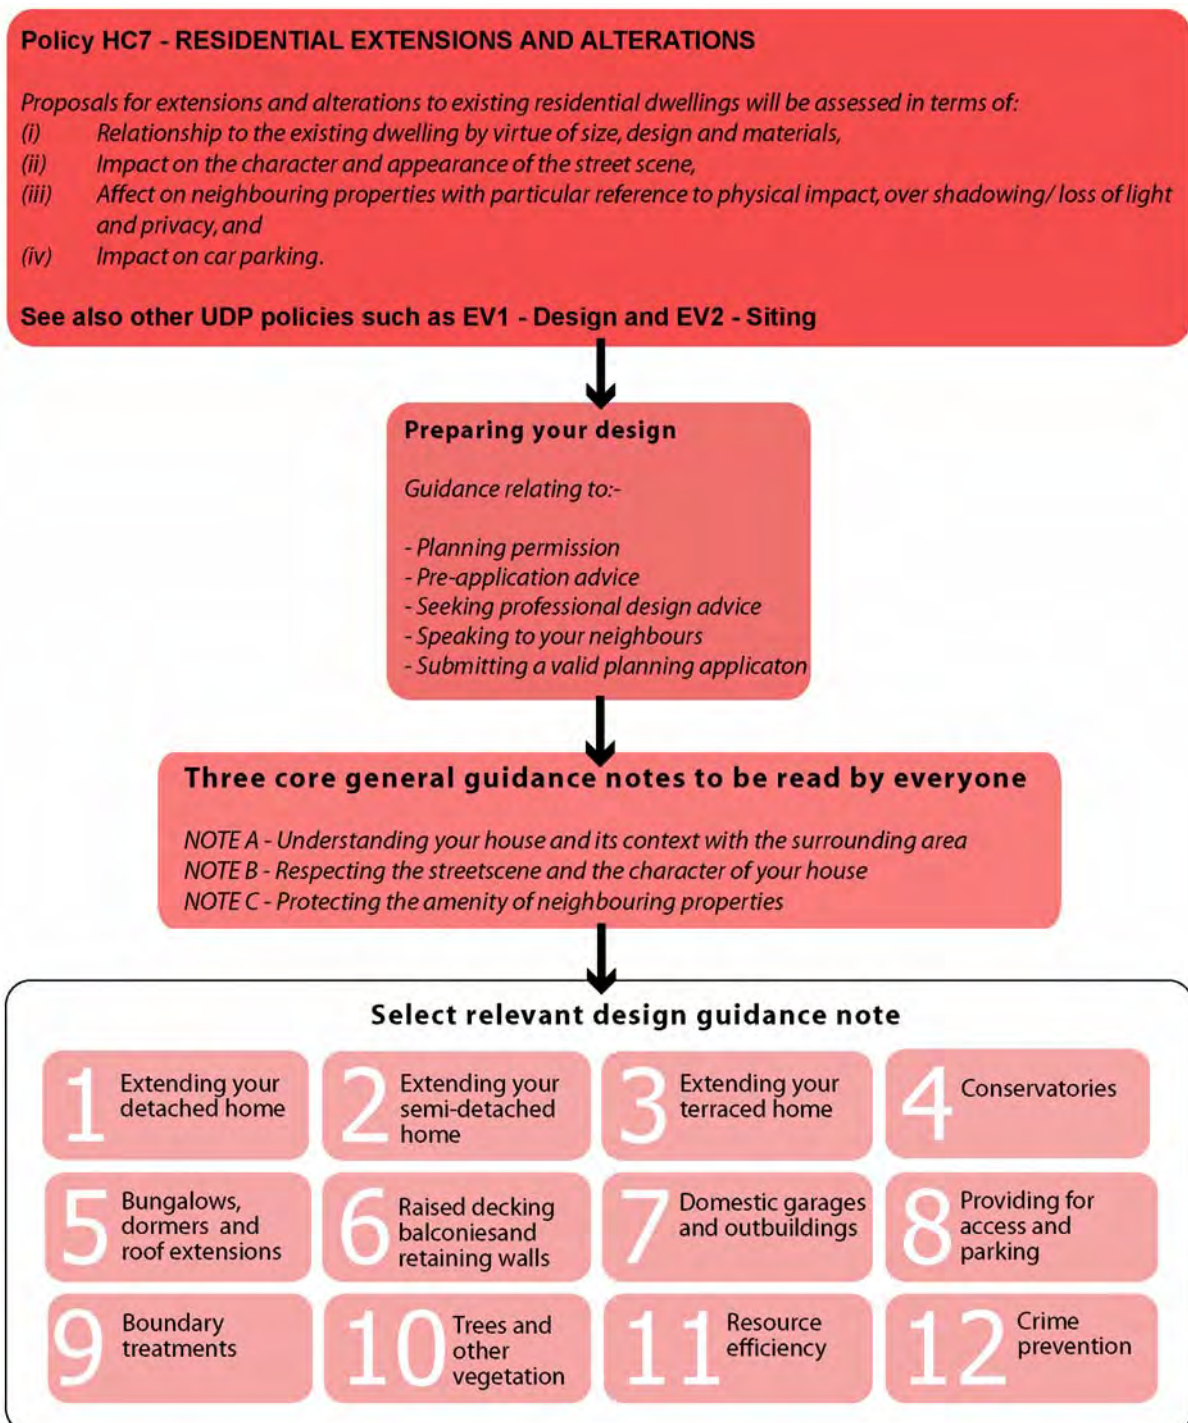 Policy HC7 - RESIDENTIAL EXTENSIONS AND ALTERATIONS
Proposals for extensions and alterations to existing residential dwellings will be assessed in terms of:
(i) Relationship to the existing dwelling by virtue of size, design and materials,
(ii) Impact on the character and appearance of the street scene,
(iii) Affect on neighbouring properties with particular reference to physical impact, over shadowing/ loss of light
and privacy, and
(iv) Impact on car parking.
See also other UDP policies such as EV1 - Design and EV2 - Siting
Preparing your design
Guidance relating to:-
- Planning permission
- Pre-application advice
- Seeking professional design advice
- Speaking to your neighbours
- Submitting a valid planning applicaton
Three core general guidance notes to be read by everyone
NOTE A - Understanding your house and its context with the surrounding area
NOTE B - Respecting the streetscene and the character of your house
NOTE C - Protecting the amenity of neighbouring properties
Select relevant design guidance note
1 Extending your
detached home
2 Extending your
semi-detached
home
3 Extending your
terraced home
4 Conservatories
5 Bungalows,
dormers and
roof extensions
6 Raised decking
balconiesand
retaining walls
7 Domestic garages
and outbuildings
8 Providing for
access and
parking
9 Boundary
treatments
10 Trees and
other
vegetation
11 Resource
efficiency
12 Crime
prevention